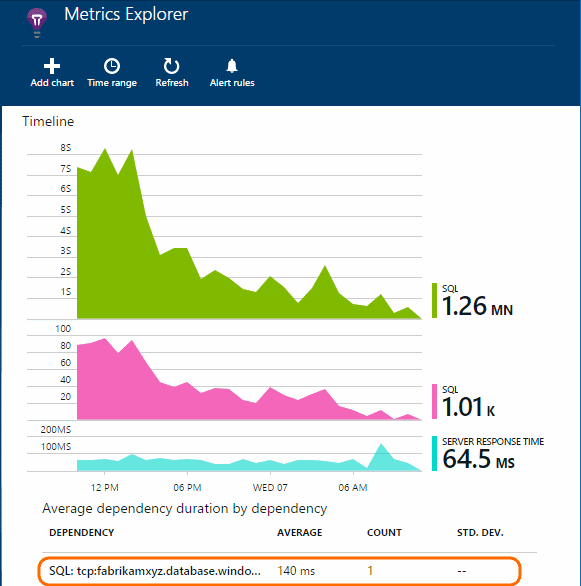 Metrics Explorer
Add chart Time range Refresh Alert rules
Timeline
8S
7S
6S
5S
4S
3S
2S
1S
SQL
1.26 MN
100
80
60
40
20
SQL
1.01 K
200MS
100MS
SERVER RESPONSE TIME
64.5 MS
12 PM 06 PM WED 07 06 AM
Average dependency duration by dependency
DEPENDENCY AVERAGE COUNT STD. DEV.
SQL: tcp:fabrikamxyz.database.windo... 140 ms 1 --